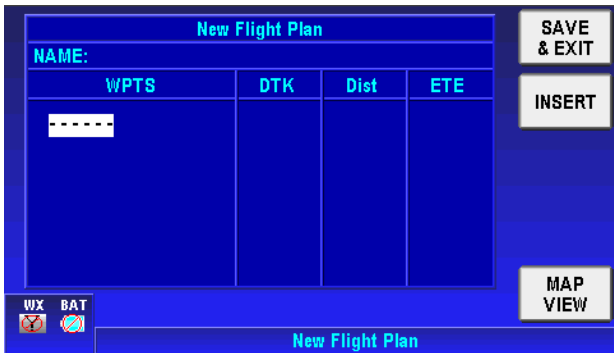 New Flight Plan
SAVE
& EXIT
NAME:
WPTS DTK Dist ETE
INSERT
------
MAP
VIEW
WX BAT
New Flight Plan